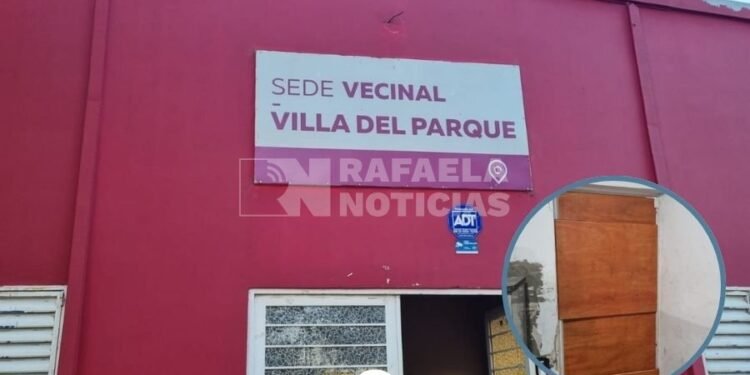 SEDE VECINAL
-
VILLA DEL PARQUE
RAFAELA
NOTICIAS
ADT